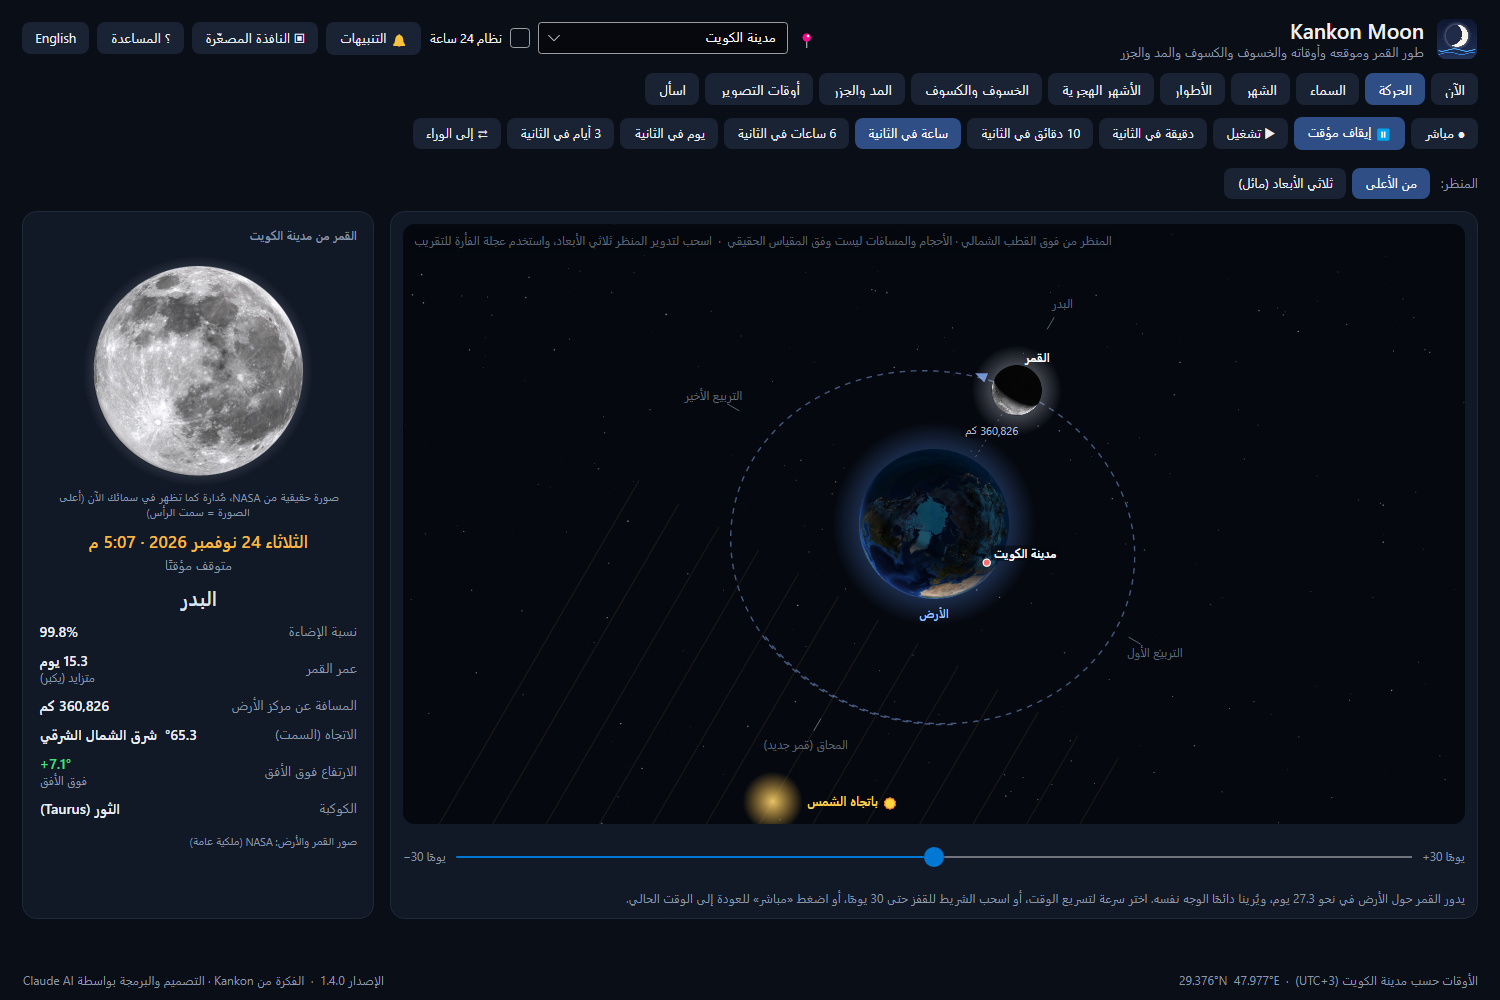 Kankon Moon
طور القمر وموقعه وأوقاته والخسوف والكسوف والمد والجزر
مدينة الكويت
نظام 24 ساعة
التنبيهات
النافذة المصغّرة
؟ المساعدة
English
الآن
الحركة
السماء
الشهر
الأطوار
الأشهر الهجرية
الخسوف والكسوف
المد والجزر
أوقات التصوير
اسأل
● مباشر
إيقاف مؤقت
▶ تشغيل
دقيقة في الثانية
10 دقائق في الثانية
ساعة في الثانية
6 ساعات في الثانية
يوم في الثانية
3 أيام في الثانية
⇄ إلى الوراء
المنظر:
من الأعلى
ثلاثي الأبعاد (مائل)
المنظر من فوق القطب الشمالي · الأحجام والمسافات ليست وفق المقياس الحقيقي · اسحب لتدوير المنظر ثلاثي الأبعاد، واستخدم عجلة الفأرة للتقريب
البدر
القمر
التربيع الأخير
360,826 كم
مدينة الكويت
الأرض
التربيع الأول
المحاق (قمر جديد)
باتجاه الشمس
+30 يومًا
−30 يومًا
يدور القمر حول الأرض في نحو 27.3 يوم، ويُرينا دائمًا الوجه نفسه. اختر سرعة لتسريع الوقت، أو اسحب الشريط للقفز حتى 30 يومًا، أو اضغط «مباشر» للعودة إلى الوقت الحالي.
القمر من مدينة الكويت
صورة حقيقية من NASA، مُدارة كما تظهر في سمائك الآن (أعلى
الصورة = سمت الرأس)
الثلاثاء 24 نوفمبر 2026 · 5:07 م
متوقف مؤقتًا
البدر
نسبة الإضاءة
99.8%
عمر القمر
15.3 يوم
متزايد (يكبر)
المسافة عن مركز الأرض
360,826 كم
الاتجاه (السمت)
65.3° شرق الشمال الشرقي
الارتفاع فوق الأفق
+7.1°
فوق الأفق
الكوكبة
الثور (Taurus)
صور القمر والأرض: NASA (ملكية عامة)
الأوقات حسب مدينة الكويت (UTC+3) · 29.376°N 47.977°E
الإصدار 1.4.0 · الفكرة من Kankon · التصميم والبرمجة بواسطة Claude AI